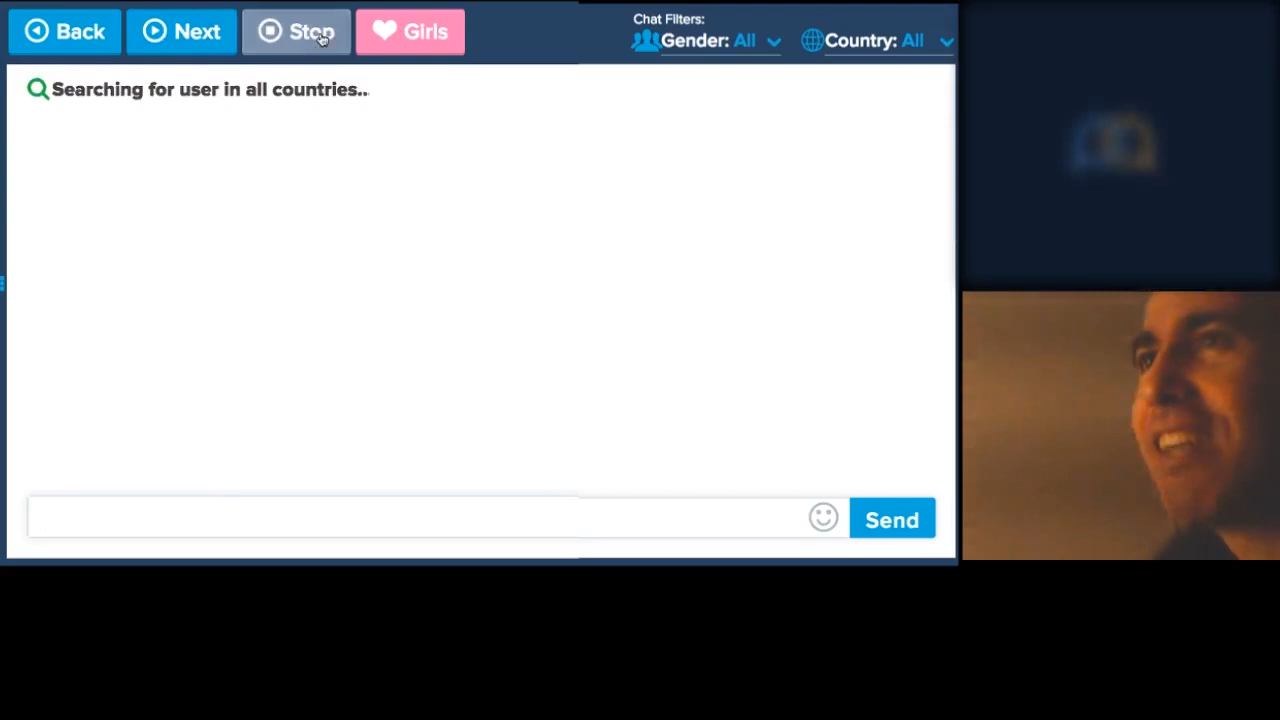 Back Next Stop Girls
Chat Filters:
Gender: All Country: All
Searching for user in all countries..
Send